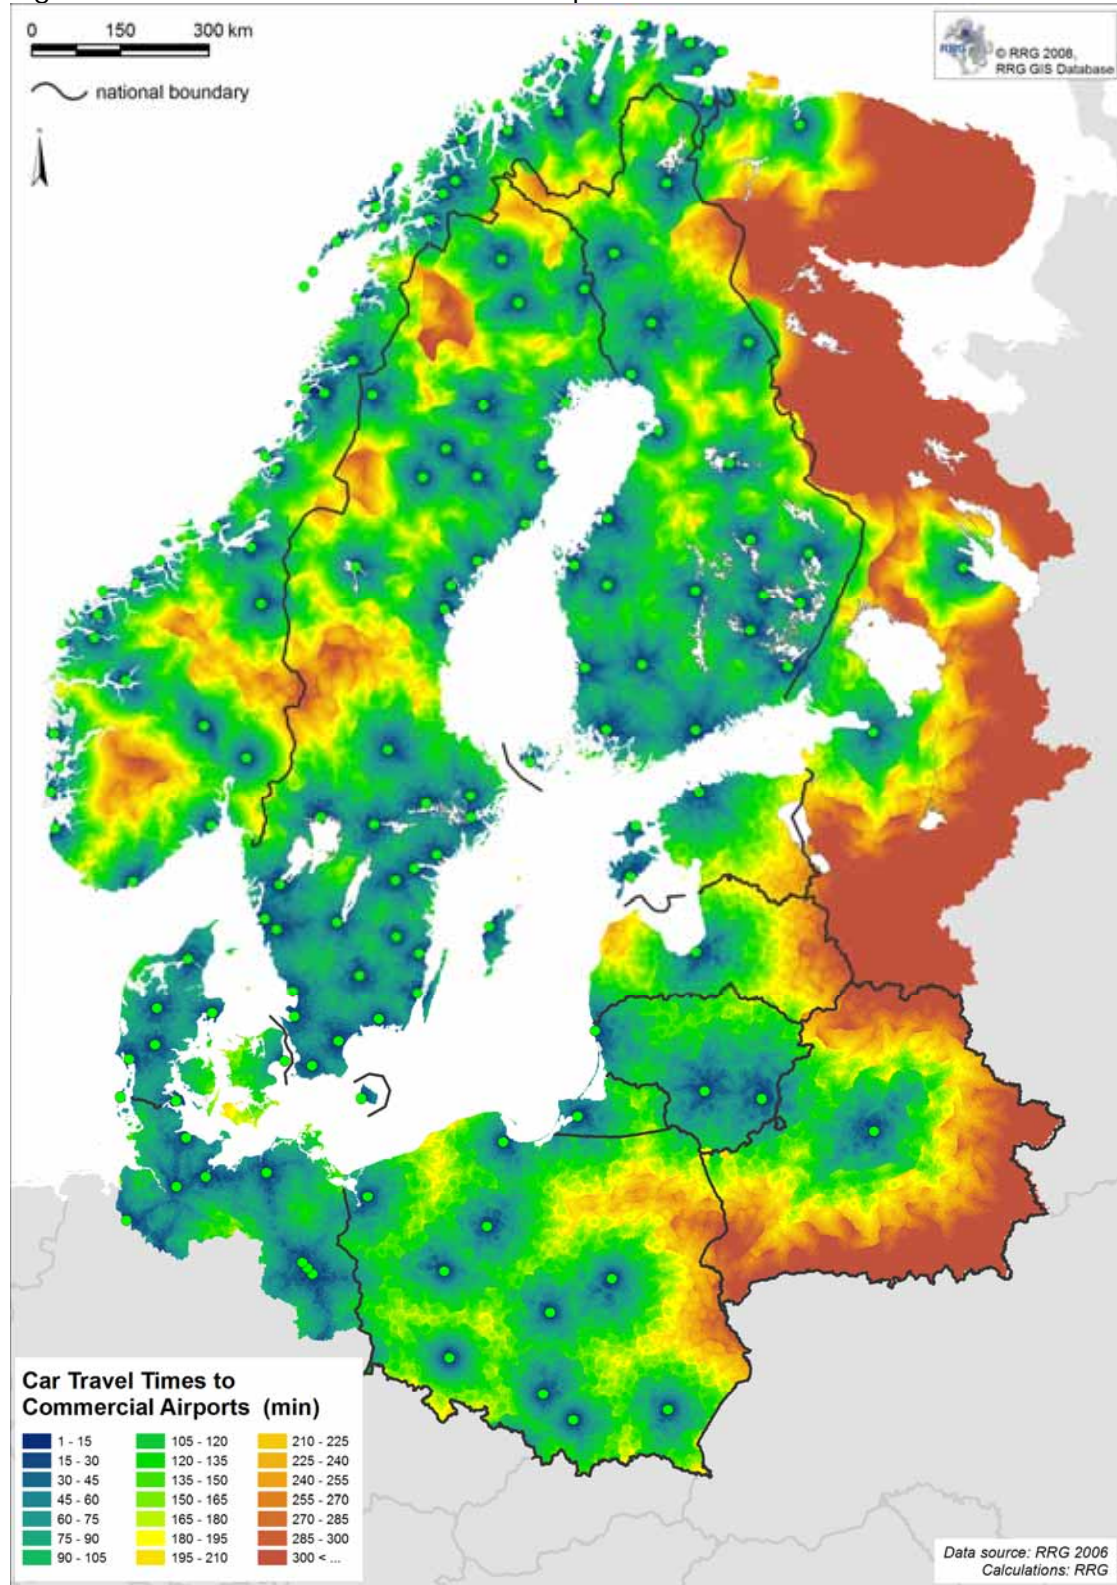 0 150 300 km
national boundary
RRG
© RRG 2008,
RRG GIS Database
Car Travel Times to
Commercial Airports (min)
1 - 15
15 - 30
30 - 45
45 - 60
60 - 75
75 - 90
90 - 105
105 - 120
120 - 135
135 - 150
150 - 165
165 - 180
180 - 195
195 - 210
210 - 225
225 - 240
240 - 255
255 - 270
270 - 285
285 - 300
300 < ...
Data source: RRG 2006
Calculations: RRG